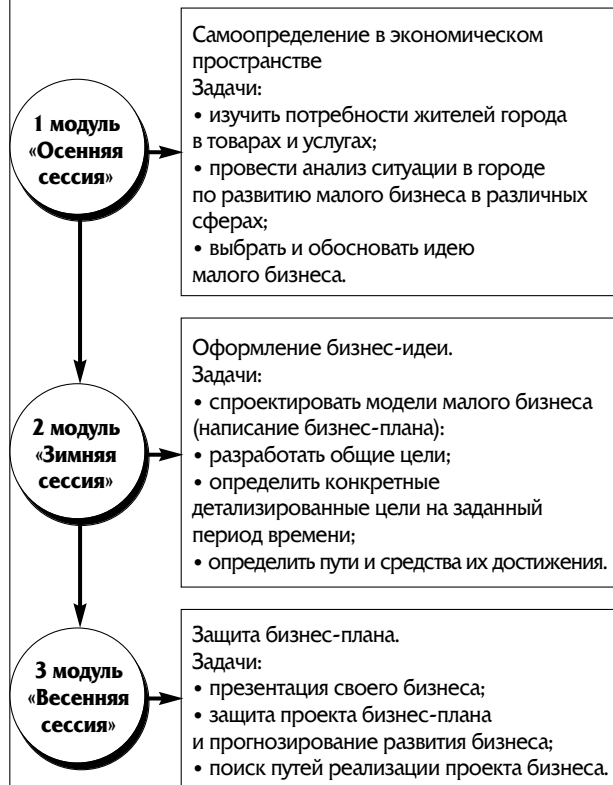 1 модуль
«Осенняя
сессия»
Самоопределение в экономическом
пространстве
Задачи:
• изучить потребности жителей города
в товарах и услугах;
• провести анализ ситуации в городе
по развитию малого бизнеса в различных
сферах;
• выбрать и обосновать идею
малого бизнеса.
2 модуль
«Зимняя
сессия»
Оформление бизнес-идеи.
Задачи:
• спроектировать модели малого бизнеса
(написание бизнес-плана):
• разработать общие цели;
• определить конкретные
детализированные цели на заданный
период времени;
• определить пути и средства их достижения.
3 модуль
«Весенняя
сессия»
Защита бизнес-плана.
Задачи:
• презентация своего бизнеса;
• защита проекта бизнес-плана
и прогнозирование развития бизнеса;
• поиск путей реализации проекта бизнеса.